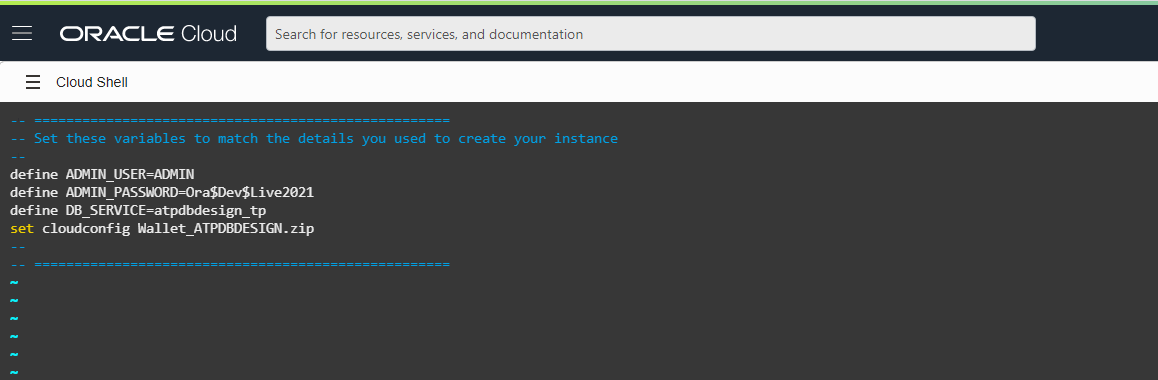 ORACLE Cloud
Search for resources, services, and documentation
Cloud Shell
-- ====================================================
-- Set these variables to match the details you used to create your instance
--
define ADMIN_USER=ADMIN
define ADMIN_PASSWORD=Ora$Dev$Live2021
define DB_SERVICE=atpdbdesign_tp
set cloudconfig Wallet_ATPDBDESIGN.zip
--
-- ====================================================
~
~
~
~
~
~